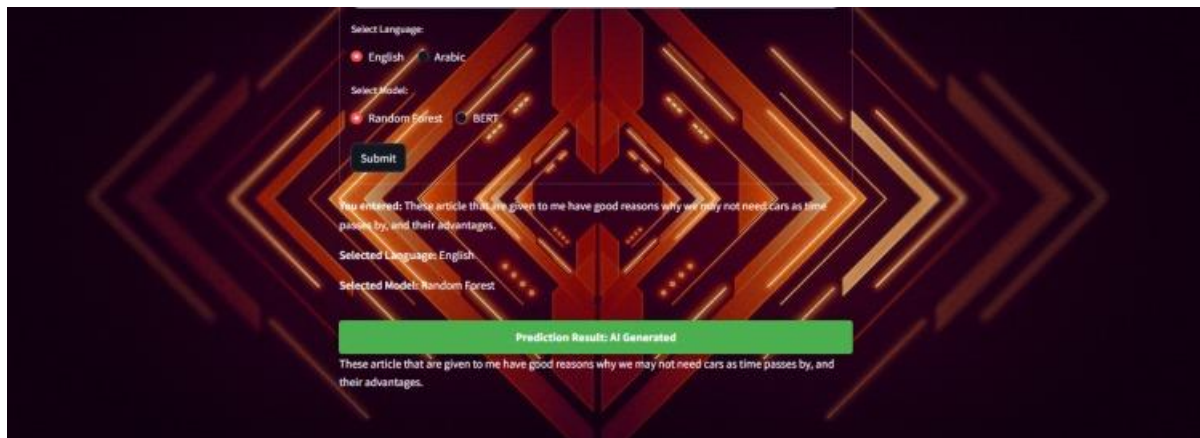 Select Language:
English Arabic
Select Model:
Random Forest BERT
Submit
You entered: These article that are given to me have good reasons why we may not need cars as time
passes by, and their advantages.
Selected Language: English
Selected Model: Random Forest
Prediction Result: AI Generated
These article that are given to me have good reasons why we may not need cars as time passes by, and
their advantages.